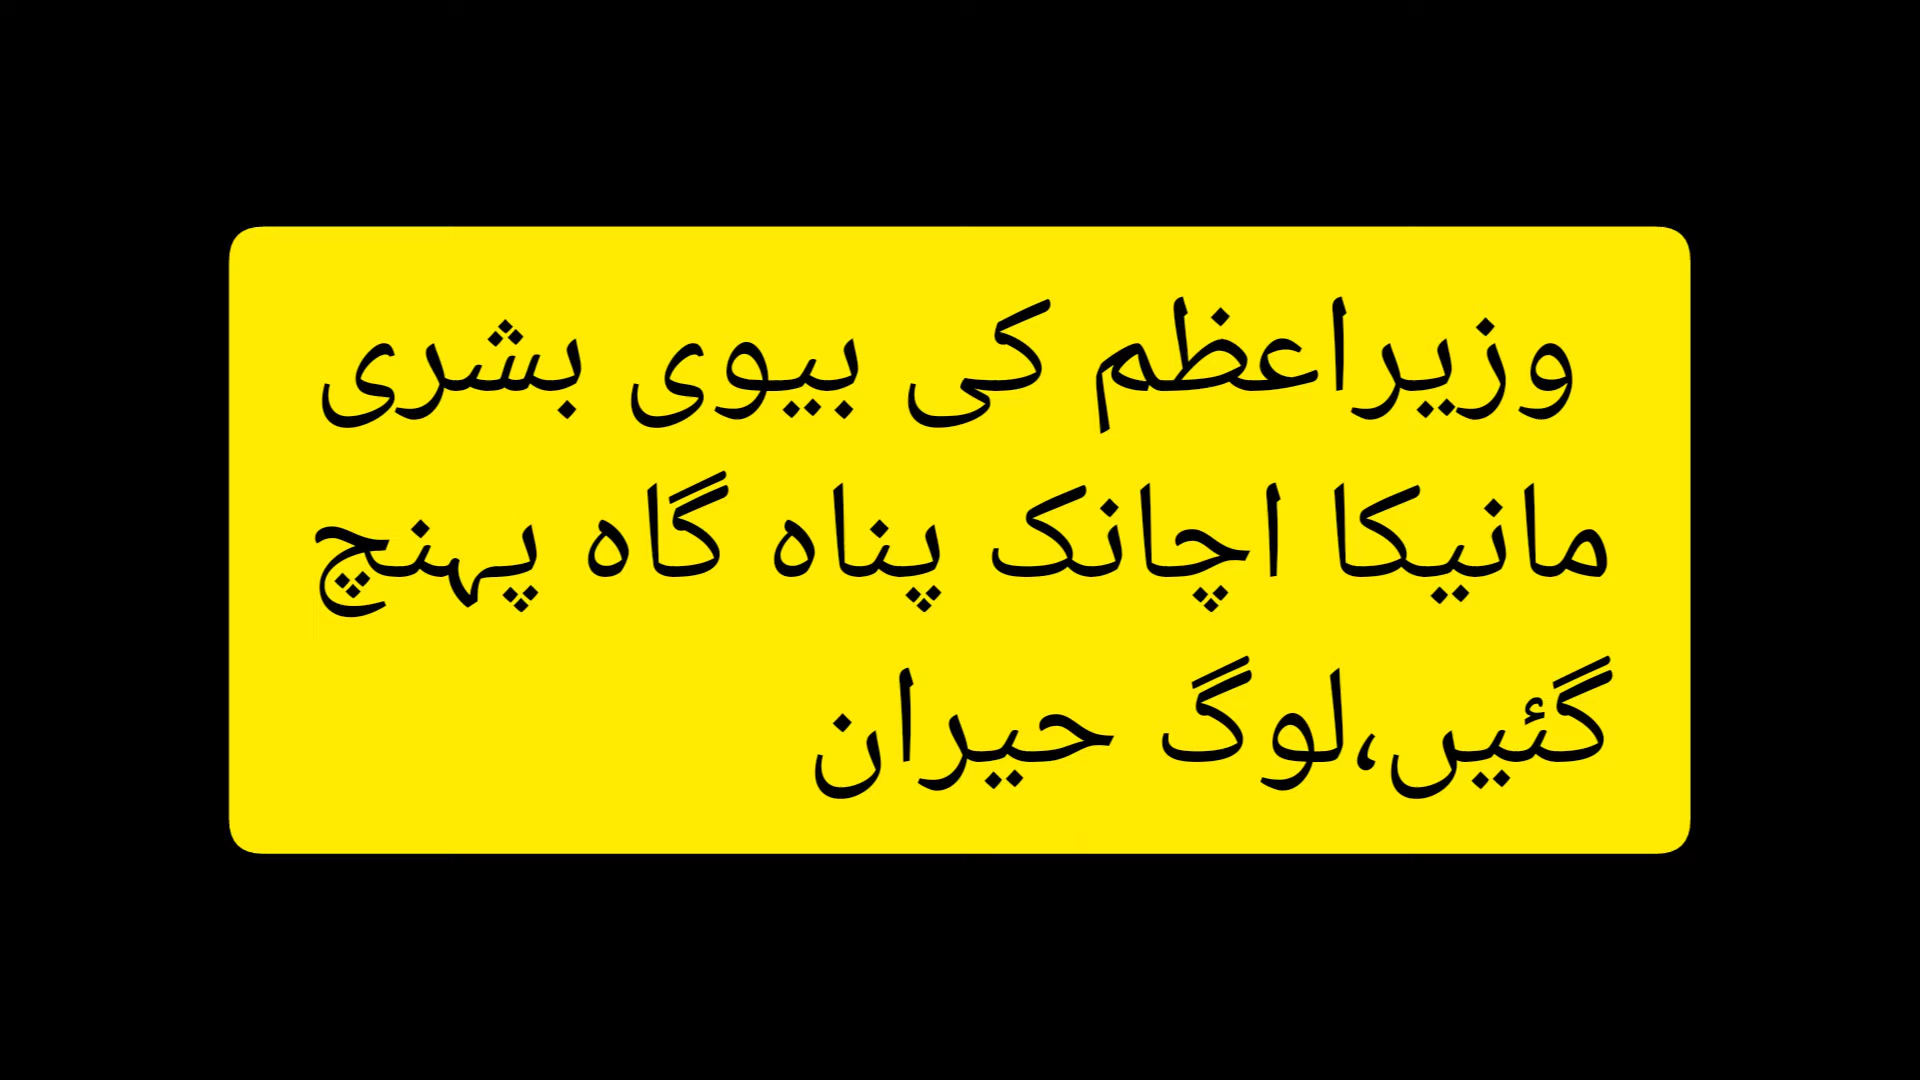 وزیراعظم کی بیوی بشری
مانیکا اچانک پناہ گاہ پہنچ
گئیں،لوگ حیران